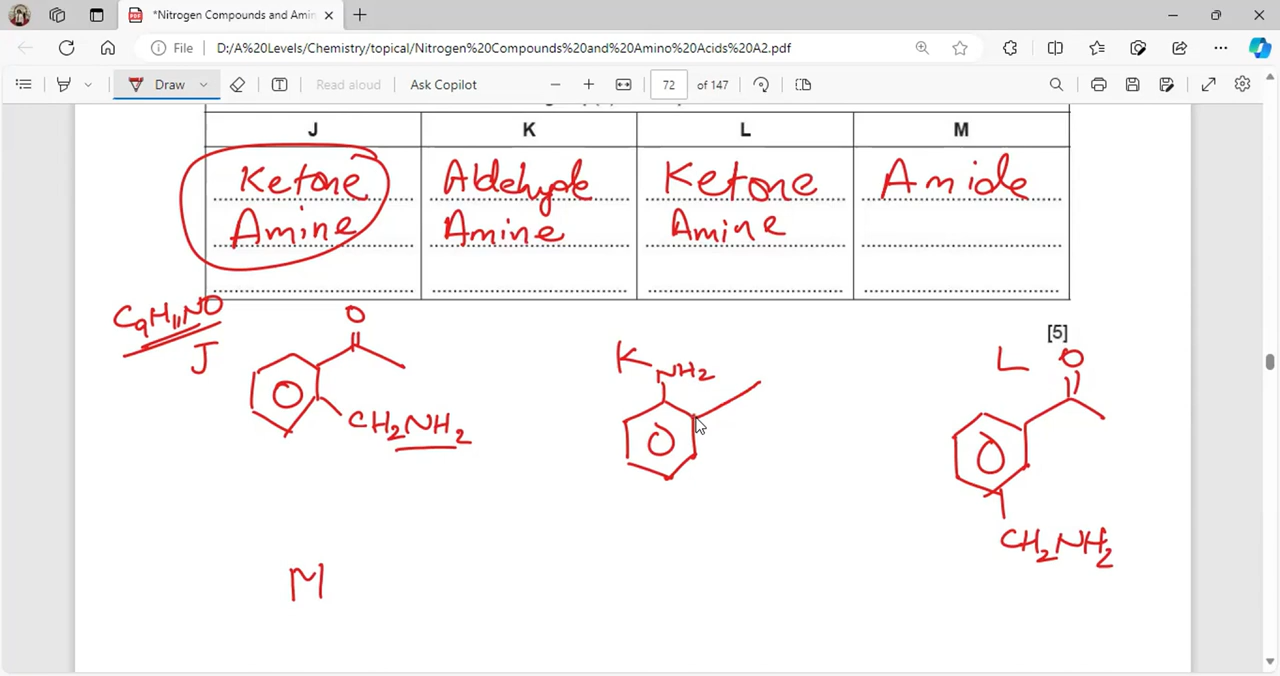 *Nitrogen Compounds and Amin
File D:/A%20Levels/Chemistry/topical/Nitrogen%20Compounds%20and%20Amino%20Acids%20A2.pdf
Draw Read aloud Ask Copilot 72 of 147
J K L M
Ketone Aldehyde Ketone Amide
Amine Amine Amine
[5]
C9H11NO
J
O
CH2NH2
K
NH2
L
O
CH2NH2
M